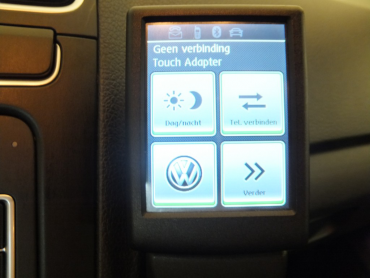 Geen verbinding
Touch Adapter
Dag/nacht
Tel. verbinden
Verder